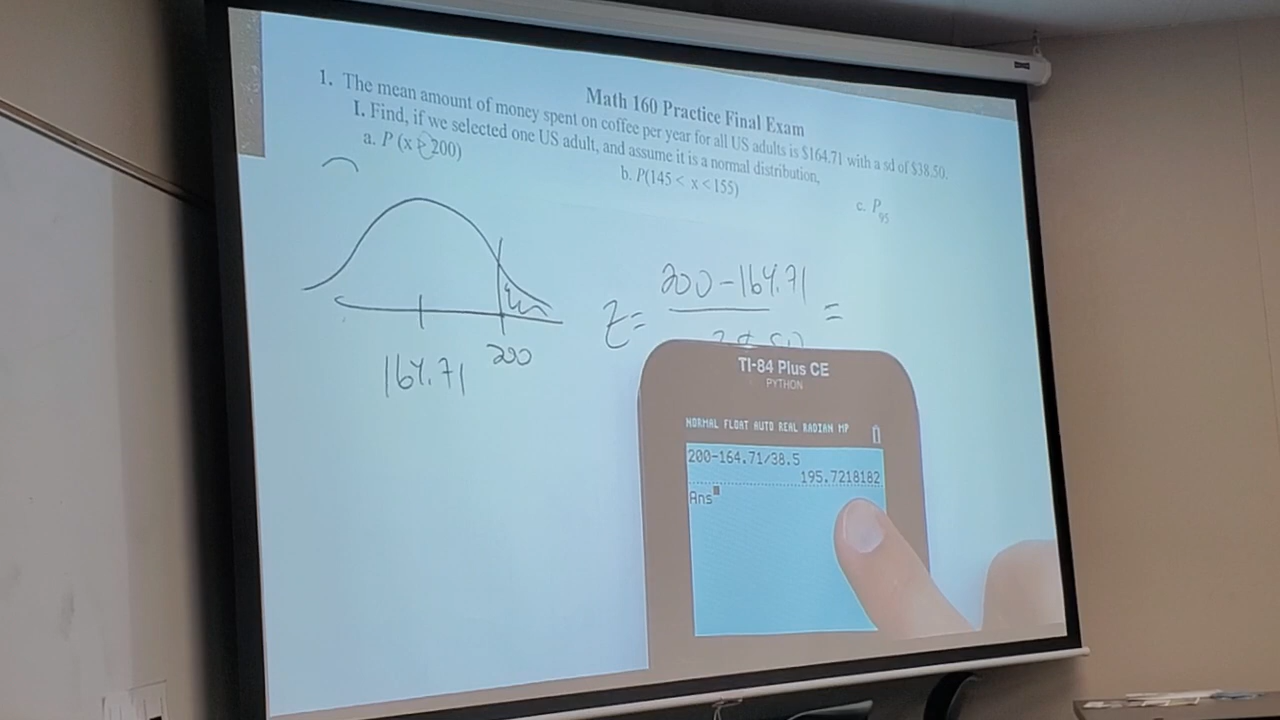 Math 160 Practice Final Exam
1. The mean amount of money spent on coffee per year for all US adults is $164.71 with a sd of $38.50.
I. Find, if we selected one US adult, and assume it is a normal distribution,
a. P (x > 200)
b. P(145 < x < 155)
c. P95
164.71
200
Z = 200 - 164.71 =
TI-84 Plus CE
PYTHON
NORMAL FLOAT AUTO REAL RADIAN MP
200-164.71/38.5
195.7218182
Ans